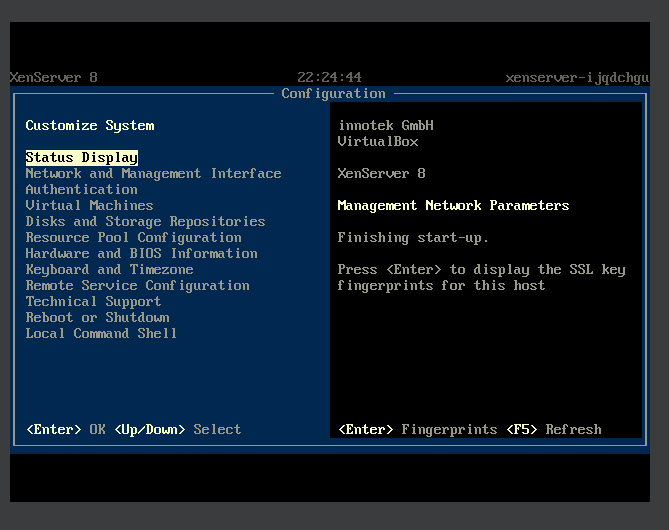 XenServer 8 22:24:44 xenserver-ijqdchgu
Configuration
Customize System
Status Display
Network and Management Interface
Authentication
Virtual Machines
Disks and Storage Repositories
Resource Pool Configuration
Hardware and BIOS Information
Keyboard and Timezone
Remote Service Configuration
Technical Support
Reboot or Shutdown
Local Command Shell
<Enter> OK <Up/Down> Select
innotek GmbH
VirtualBox
XenServer 8
Management Network Parameters
Finishing start-up.
Press <Enter> to display the SSL key
fingerprints for this host
<Enter> Fingerprints <F5> Refresh